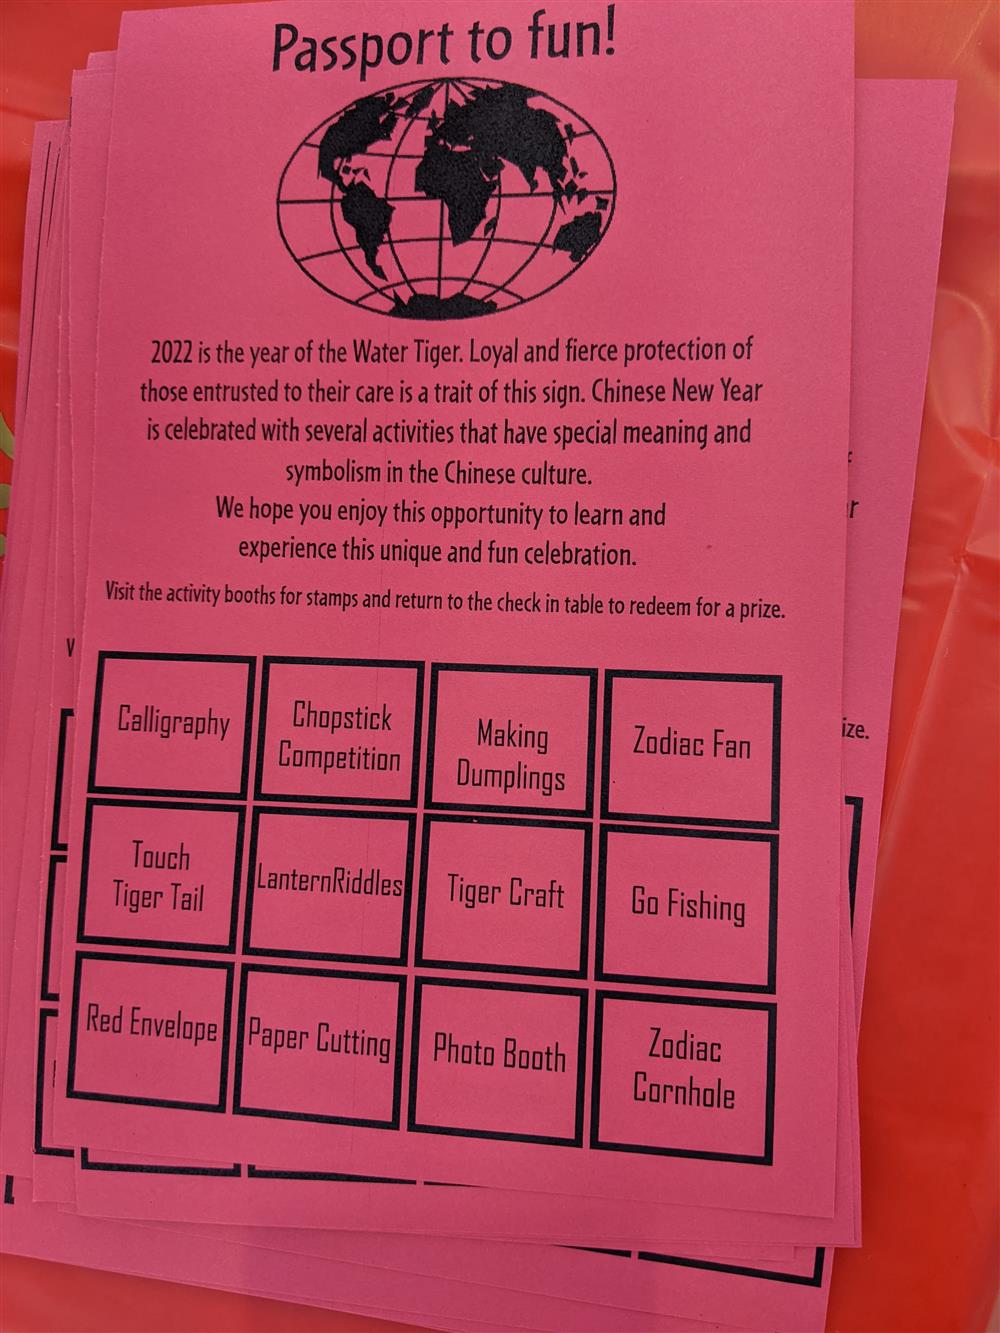 Passport to fun!
2022 is the year of the Water Tiger. Loyal and fierce protection of
those entrusted to their care is a trait of this sign. Chinese New Year
is celebrated with several activities that have special meaning and
symbolism in the Chinese culture.
We hope you enjoy this opportunity to learn and
experience this unique and fun celebration.
Visit the activity booths for stamps and return to the check in table to redeem for a prize.
Calligraphy
Chopstick
Competition
Making
Dumplings
Zodiac Fan
Touch
Tiger Tail
LanternRiddles
Tiger Craft
Go Fishing
Red Envelope
Paper Cutting
Photo Booth
Zodiac
Cornhole
ize.